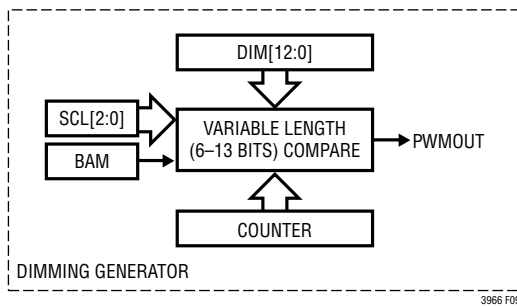 DIM[12:0]
SCL[2:0]
BAM
VARIABLE LENGTH
(6–13 BITS) COMPARE
PWMOUT
COUNTER
DIMMING GENERATOR
3966 F09